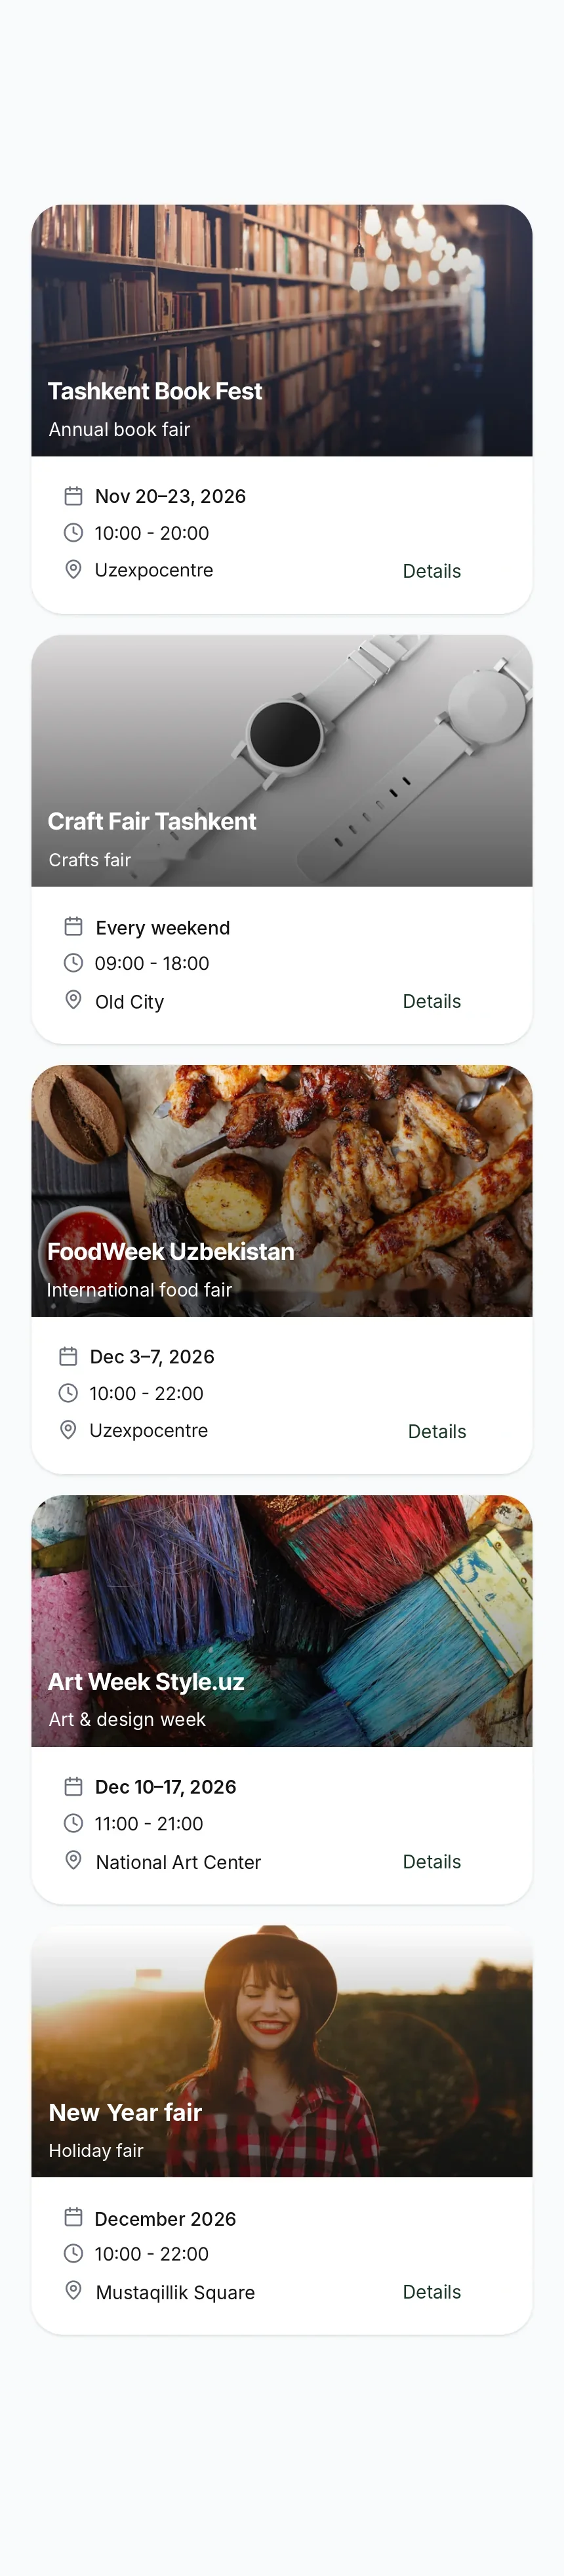 Tashkent Book Fest
Annual book fair
Nov 20–23, 2026
10:00 - 20:00
Uzexpocentre
Details
Craft Fair Tashkent
Crafts fair
Every weekend
09:00 - 18:00
Old City
Details
FoodWeek Uzbekistan
International food fair
Dec 3–7, 2026
10:00 - 22:00
Uzexpocentre
Details
Art Week Style.uz
Art & design week
Dec 10–17, 2026
11:00 - 21:00
National Art Center
Details
New Year fair
Holiday fair
December 2026
10:00 - 22:00
Mustaqillik Square
Details